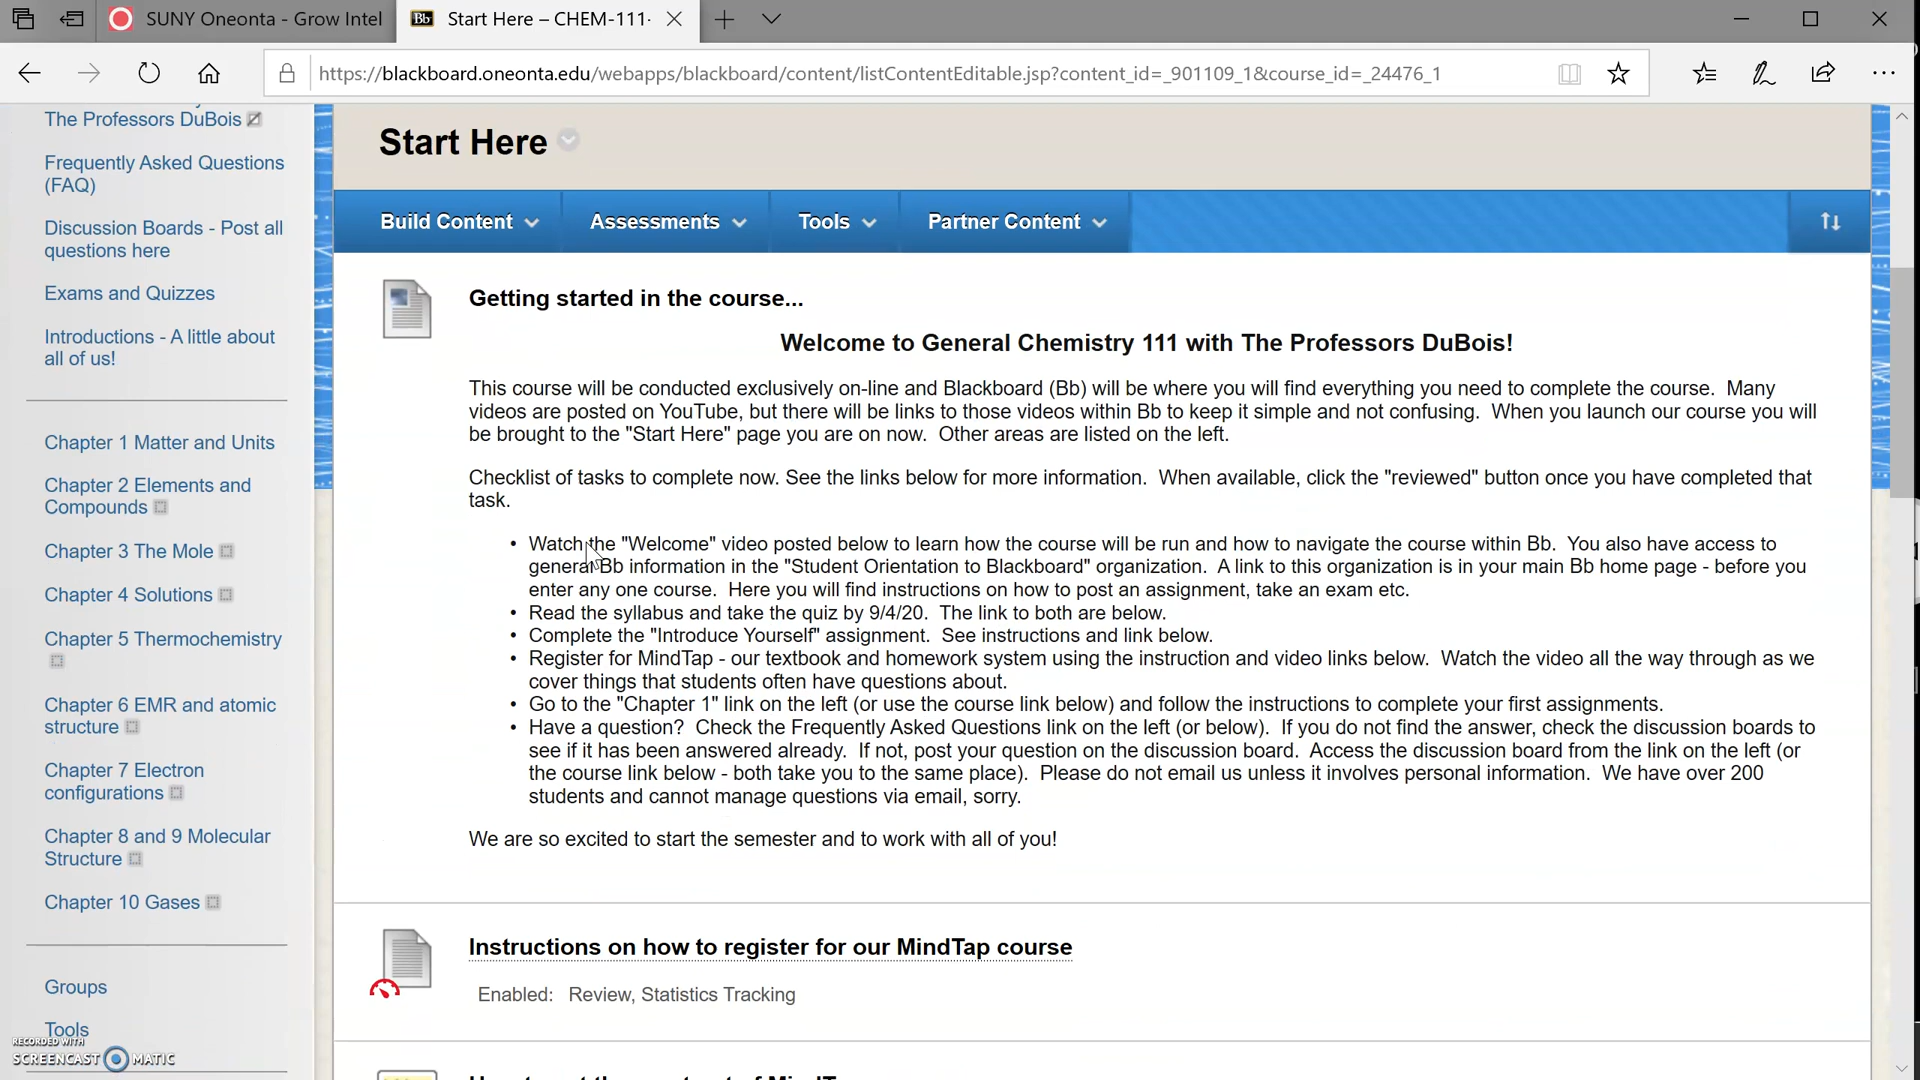 SUNY Oneonta - Grow Intel
Bb Start Here – CHEM-111-
https://blackboard.oneonta.edu/webapps/blackboard/content/listContentEditable.jsp?content_id=_901109_1&course_id=_24476_1
The Professors DuBois
Frequently Asked Questions
(FAQ)
Discussion Boards - Post all
questions here
Exams and Quizzes
Introductions - A little about
all of us!
Chapter 1 Matter and Units
Chapter 2 Elements and
Compounds
Chapter 3 The Mole
Chapter 4 Solutions
Chapter 5 Thermochemistry
Chapter 6 EMR and atomic
structure
Chapter 7 Electron
configurations
Chapter 8 and 9 Molecular
Structure
Chapter 10 Gases
Groups
Tools
Start Here
Build Content Assessments Tools Partner Content
Getting started in the course...
Welcome to General Chemistry 111 with The Professors DuBois!
This course will be conducted exclusively on-line and Blackboard (Bb) will be where you will find everything you need to complete the course. Many
videos are posted on YouTube, but there will be links to those videos within Bb to keep it simple and not confusing. When you launch our course you will
be brought to the "Start Here" page you are on now. Other areas are listed on the left.
Checklist of tasks to complete now. See the links below for more information. When available, click the "reviewed" button once you have completed that
task.
• Watch the "Welcome" video posted below to learn how the course will be run and how to navigate the course within Bb. You also have access to
general Bb information in the "Student Orientation to Blackboard" organization. A link to this organization is in your main Bb home page - before you
enter any one course. Here you will find instructions on how to post an assignment, take an exam etc.
• Read the syllabus and take the quiz by 9/4/20. The link to both are below.
• Complete the "Introduce Yourself" assignment. See instructions and link below.
• Register for MindTap - our textbook and homework system using the instruction and video links below. Watch the video all the way through as we
cover things that students often have questions about.
• Go to the "Chapter 1" link on the left (or use the course link below) and follow the instructions to complete your first assignments.
• Have a question? Check the Frequently Asked Questions link on the left (or below). If you do not find the answer, check the discussion boards to
see if it has been answered already. If not, post your question on the discussion board. Access the discussion board from the link on the left (or
the course link below - both take you to the same place). Please do not email us unless it involves personal information. We have over 200
students and cannot manage questions via email, sorry.
We are so excited to start the semester and to work with all of you!
Instructions on how to register for our MindTap course
Enabled: Review, Statistics Tracking
RECORDED WITH
SCREENCAST MATIC